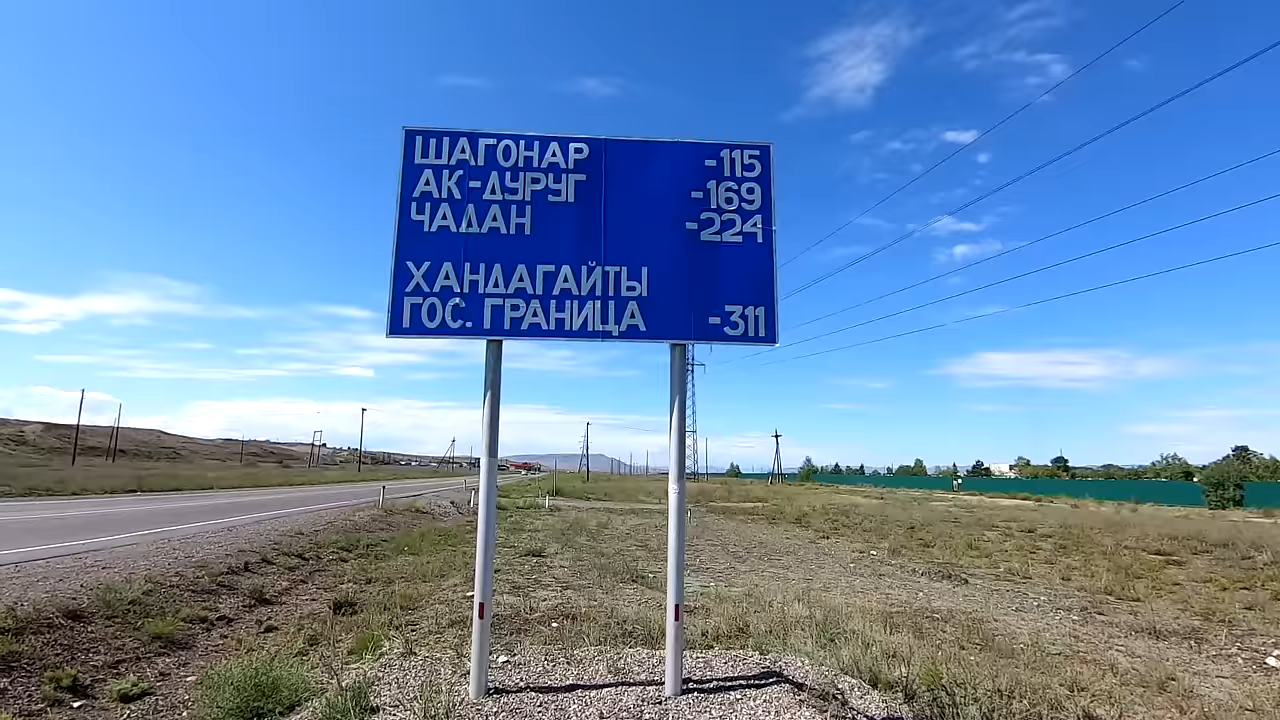 ШАГОНАР -115
АК-ДУРУГ -169
ЧАДАН -224
ХАНДАГАЙТЫ
ГОС. ГРАНИЦА -311